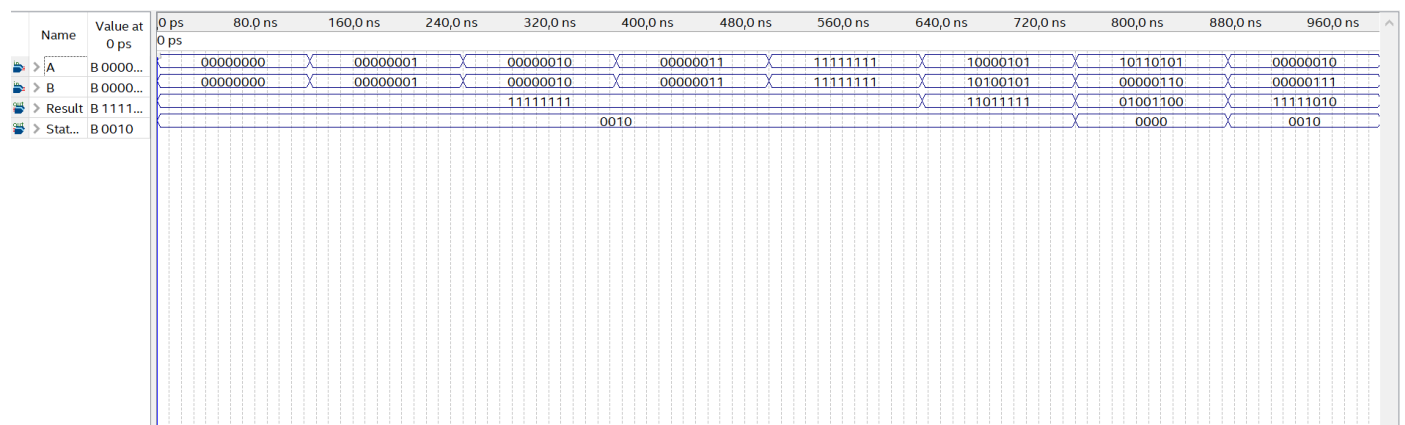 Name Value at 0 ps
0 ps 80,0 ns 160,0 ns 240,0 ns 320,0 ns 400,0 ns 480,0 ns 560,0 ns 640,0 ns 720,0 ns 800,0 ns 880,0 ns 960,0 ns
0 ps
> A B 0000... 00000000 00000001 00000010 00000011 11111111 10000101 10110101 00000010
> B B 0000... 00000000 00000001 00000010 00000011 11111111 10100101 00000110 00000111
> Result B 1111... 11111111 11011111 01001100 11111010
> Stat... B 0010 0010 0000 0010